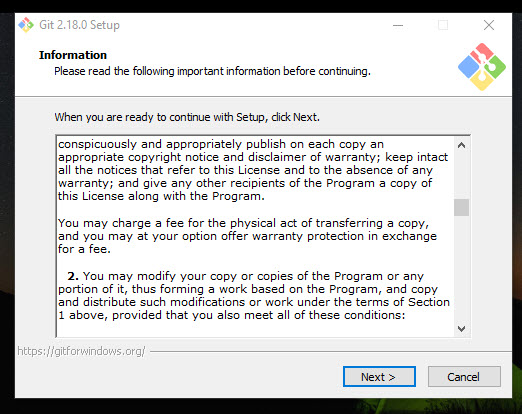 Git 2.18.0 Setup
Information
Please read the following important information before continuing.
When you are ready to continue with Setup, click Next.
conspicuously and appropriately publish on each copy an
appropriate copyright notice and disclaimer of warranty; keep intact
all the notices that refer to this License and to the absence of any
warranty; and give any other recipients of the Program a copy of
this License along with the Program.
You may charge a fee for the physical act of transferring a copy,
and you may at your option offer warranty protection in exchange
for a fee.
2. You may modify your copy or copies of the Program or any
portion of it, thus forming a work based on the Program, and copy
and distribute such modifications or work under the terms of Section
1 above, provided that you also meet all of these conditions:
https://gitforwindows.org/
Next >
Cancel